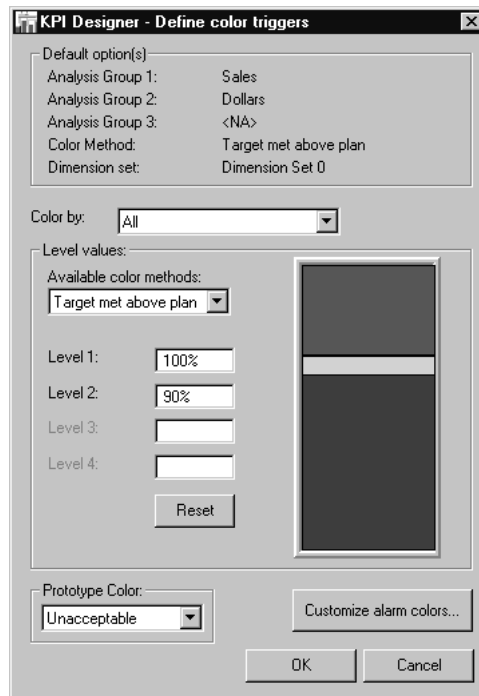 KPI Designer - Define color triggers
Default option(s)
Analysis Group 1: Sales
Analysis Group 2: Dollars
Analysis Group 3: <NA>
Color Method: Target met above plan
Dimension set: Dimension Set 0
Color by: All
Level values:
Available color methods:
Target met above plan
Level 1: 100%
Level 2: 90%
Level 3:
Level 4:
Reset
Prototype Color:
Unacceptable
Customize alarm colors...
OK Cancel